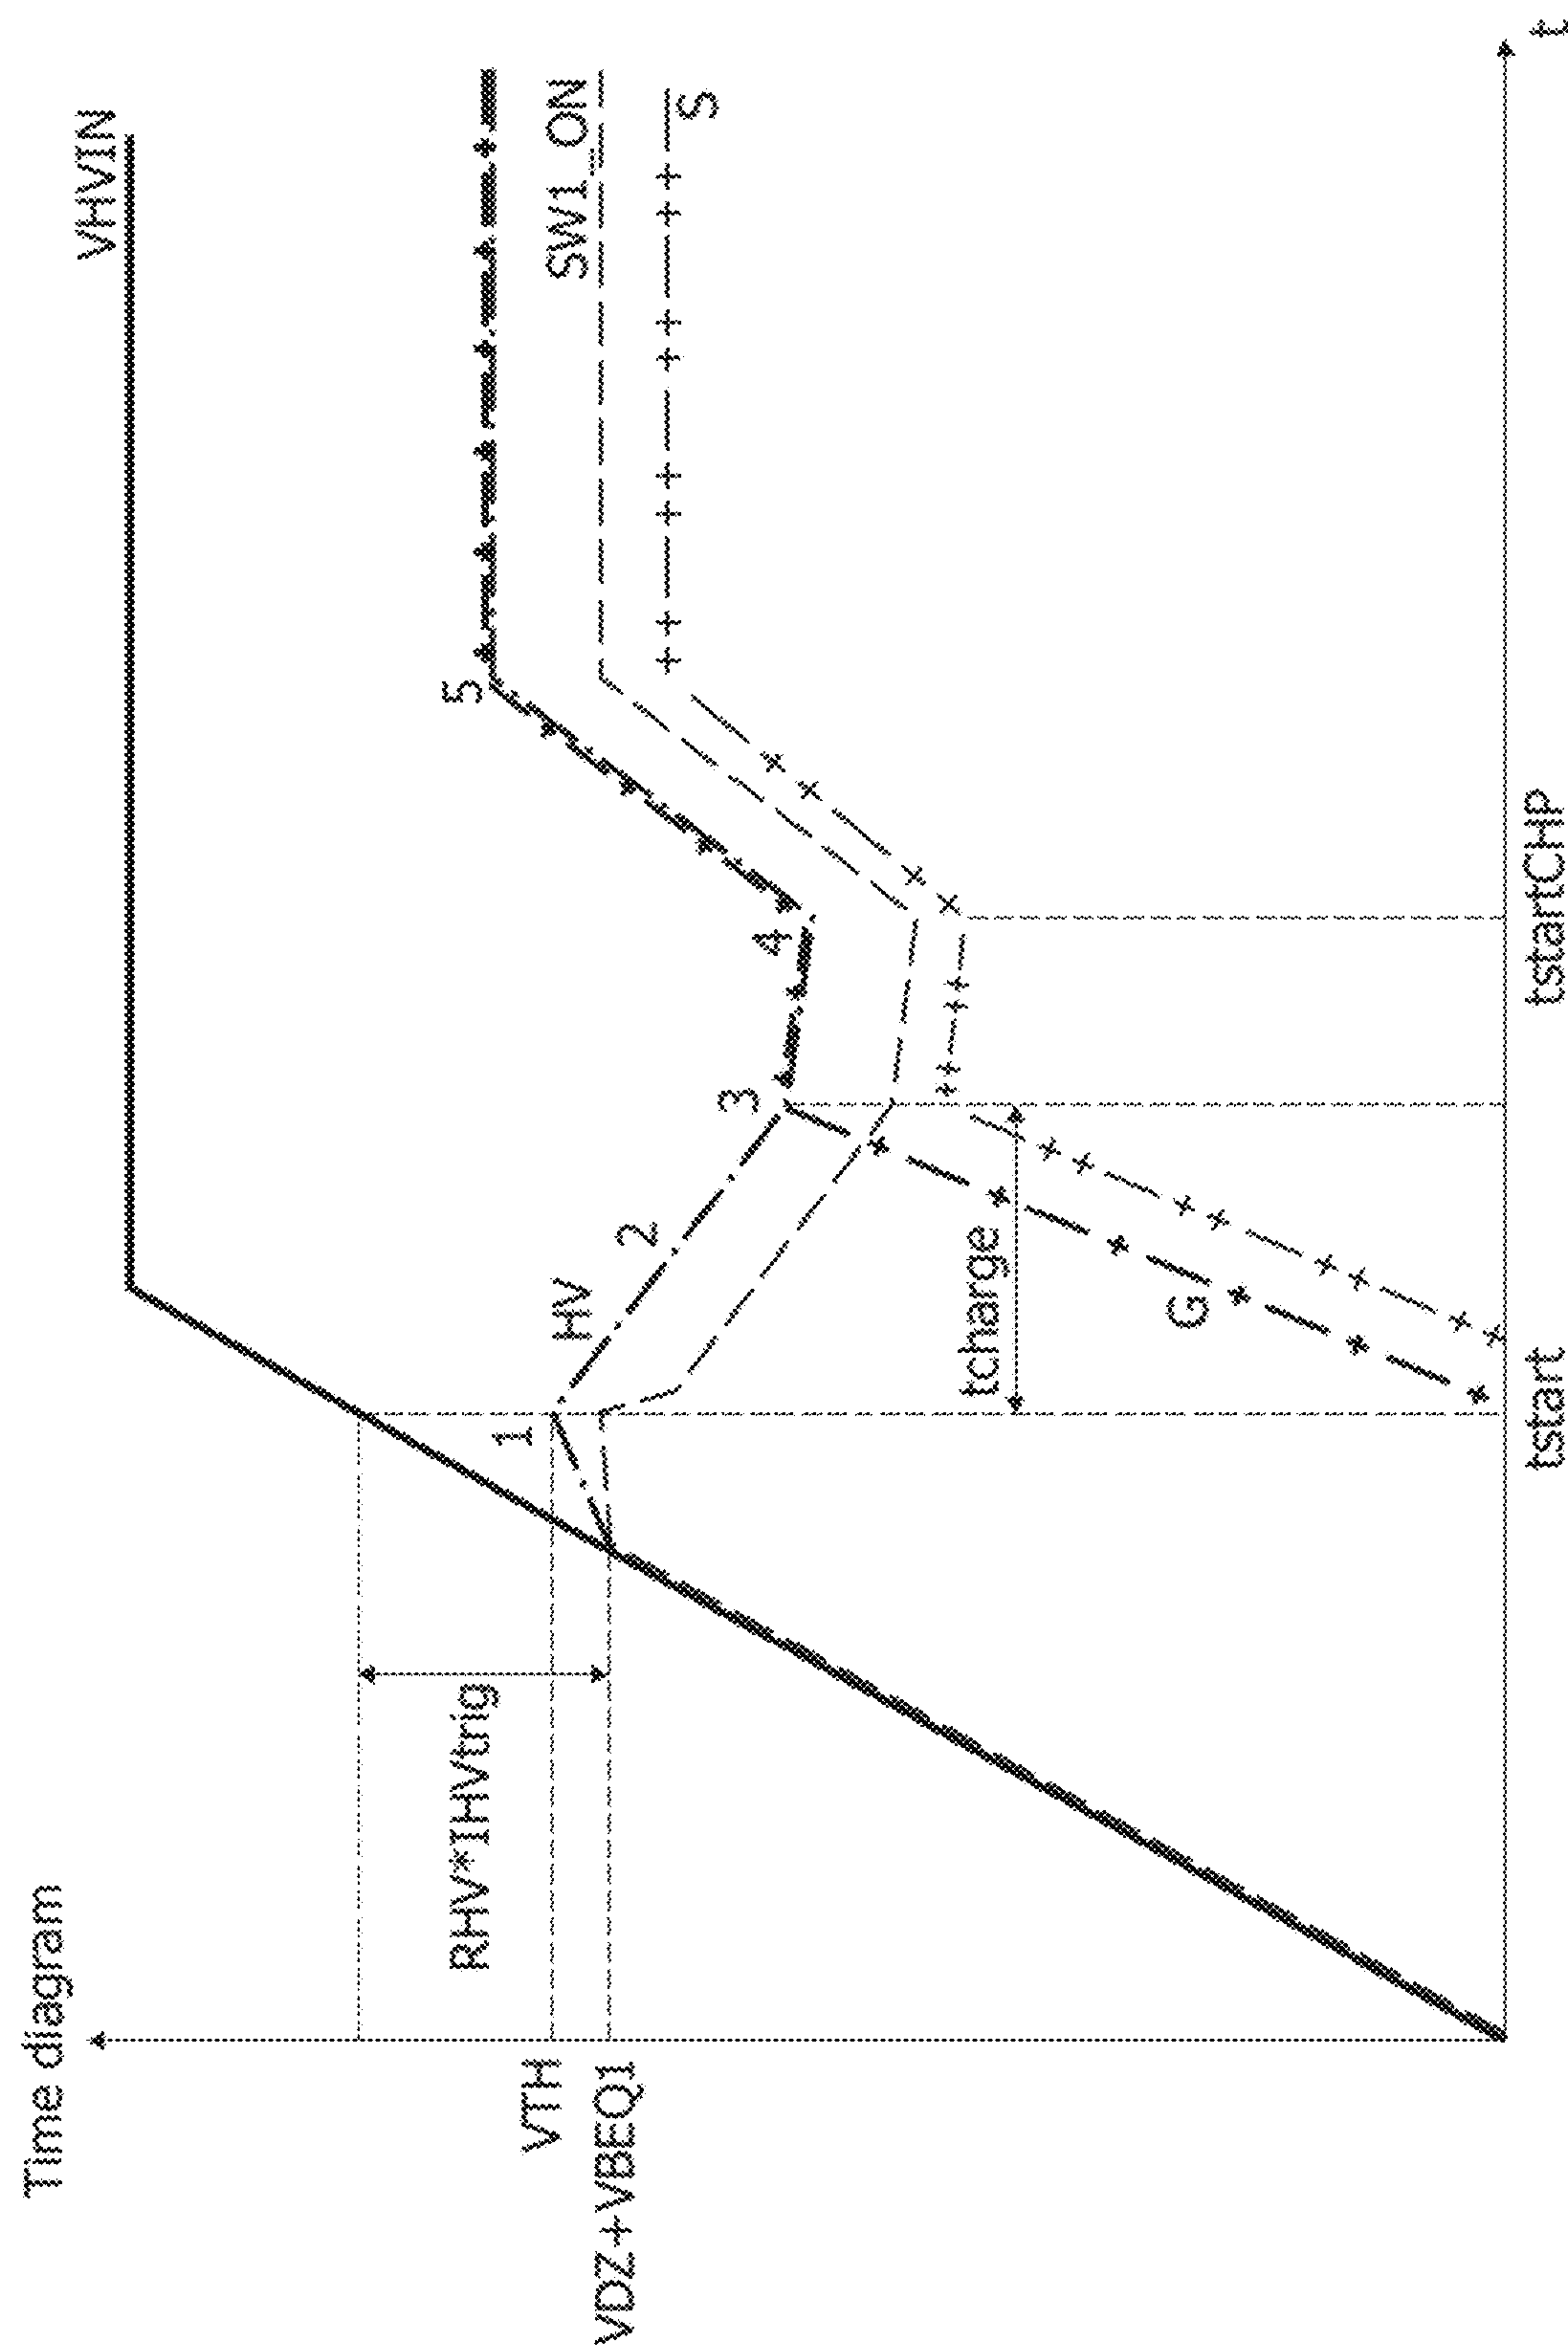 Time diagram
VHVIN
RHV*IHVtrig
VTH
VDZ+VBEQ1
1
HV
2
3
4
5
SW1_ON
S
tcharge
G
tstart
tstartCHP
t